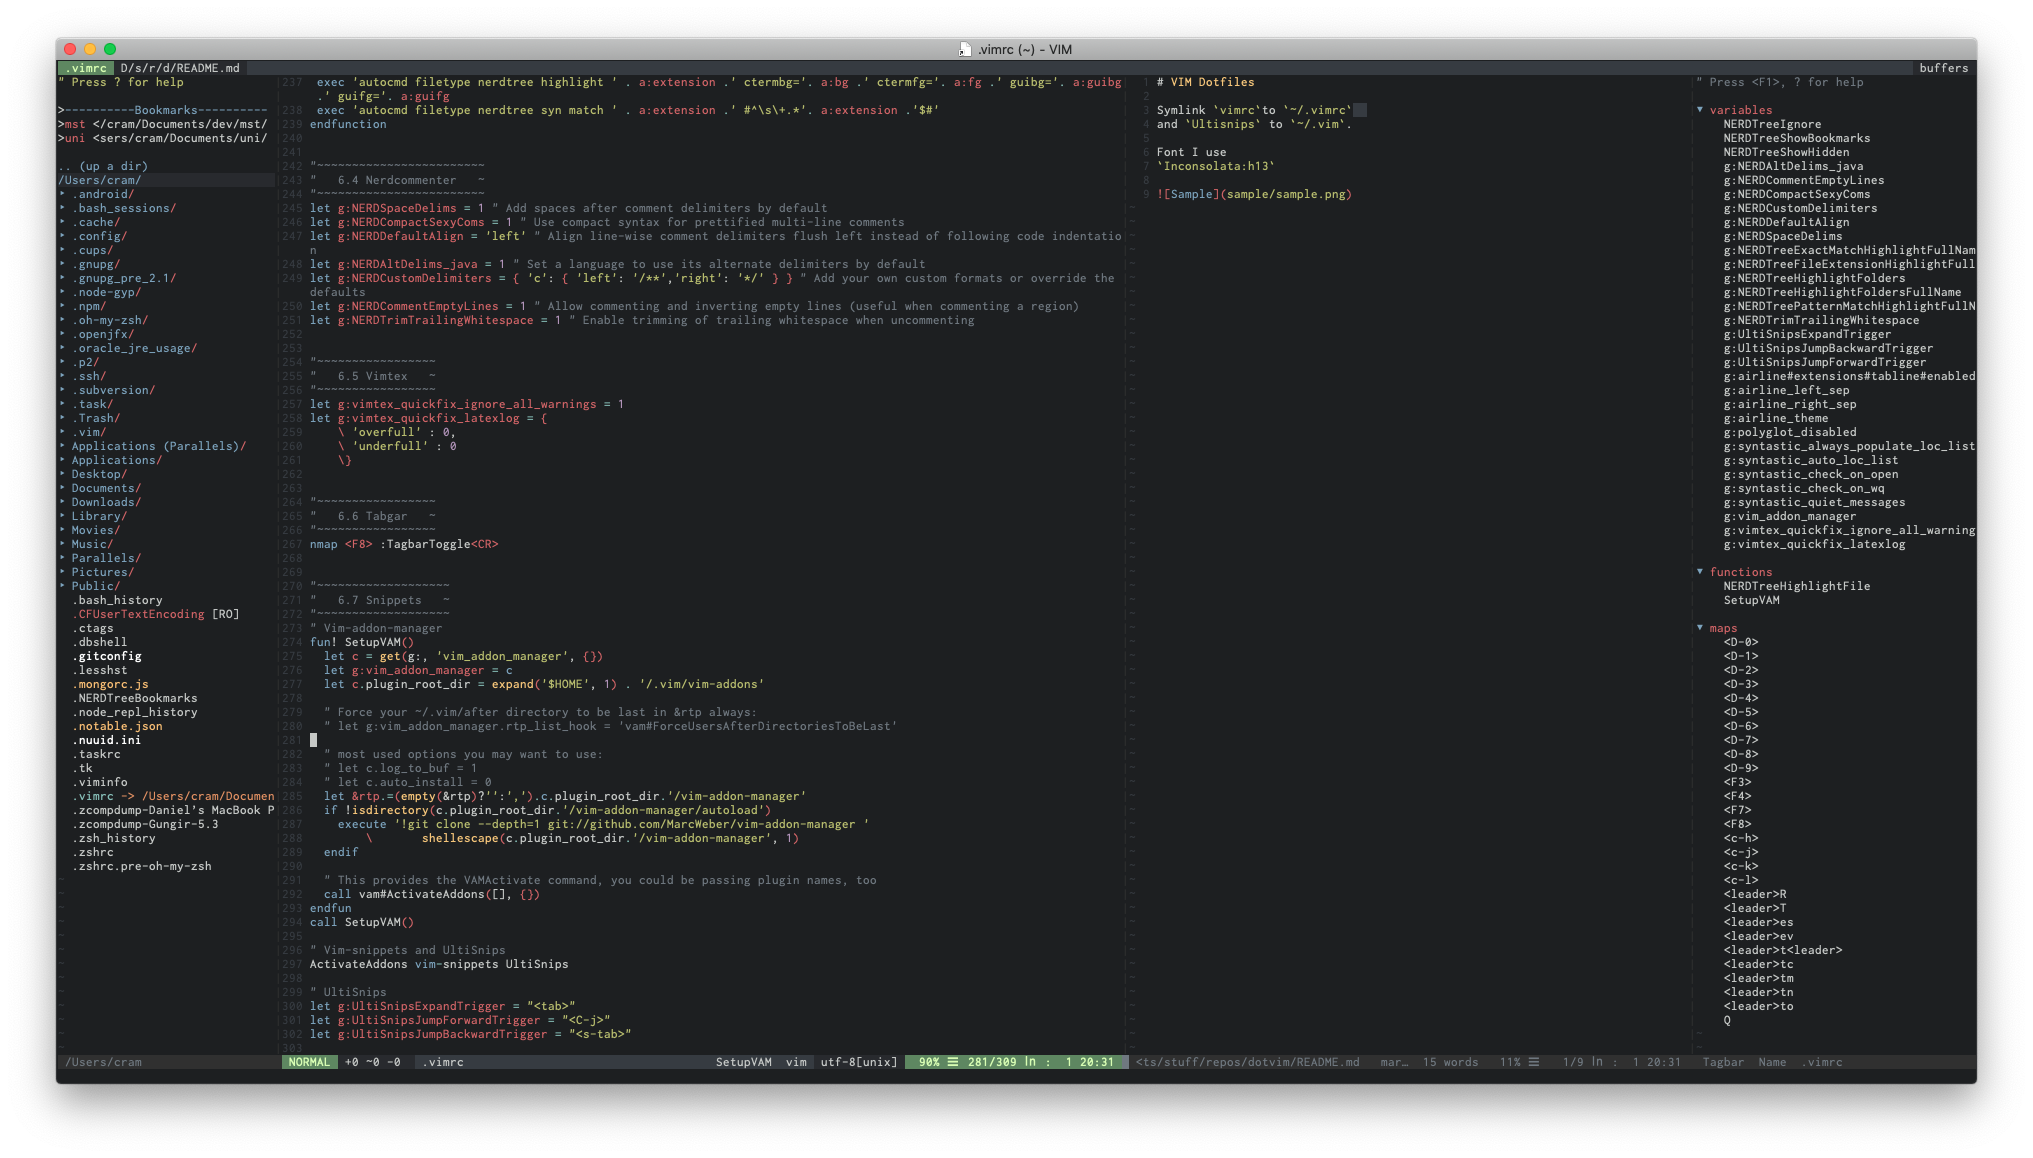 .vimrc (~) - VIM
.vimrc D/s/r/d/README.md
buffers
" Press ? for help

>----------Bookmarks----------
>mst </cram/Documents/dev/mst/
>uni <sers/cram/Documents/uni/

.. (up a dir)
/Users/cram/
▸ .android/
▸ .bash_sessions/
▸ .cache/
▸ .config/
▸ .cups/
▸ .gnupg/
▸ .gnupg_pre_2.1/
▸ .node-gyp/
▸ .npm/
▸ .oh-my-zsh/
▸ .openjfx/
▸ .oracle_jre_usage/
▸ .p2/
▸ .ssh/
▸ .subversion/
▸ .task/
▸ .Trash/
▸ .vim/
▸ Applications (Parallels)/
▸ Applications/
▸ Desktop/
▸ Documents/
▸ Downloads/
▸ Library/
▸ Movies/
▸ Music/
▸ Parallels/
▸ Pictures/
▸ Public/
.bash_history
.CFUserTextEncoding [RO]
.ctags
.dbshell
.gitconfig
.lesshst
.mongorc.js
.NERDTreeBookmarks
.node_repl_history
.notable.json
.nuuid.ini
.taskrc
.tk
.viminfo
.vimrc -> /Users/cram/Documen
.zcompdump-Daniel's MacBook P
.zcompdump-Gungir-5.3
.zsh_history
.zshrc
.zshrc.pre-oh-my-zsh
/Users/cram
237 exec 'autocmd filetype nerdtree highlight ' . a:extension .' ctermbg='. a:bg .' ctermfg='. a:fg .' guibg='. a:guibg
.' guifg='. a:guifg
238 exec 'autocmd filetype nerdtree syn match ' . a:extension .' #^\s\+.*'. a:extension .'$#'
239 endfunction
240
241
242 "~~~~~~~~~~~~~~~~~~~~~~~~
243 "   6.4 Nerdcommenter   ~
244 "~~~~~~~~~~~~~~~~~~~~~~~~
245 let g:NERDSpaceDelims = 1 " Add spaces after comment delimiters by default
246 let g:NERDCompactSexyComs = 1 " Use compact syntax for prettified multi-line comments
247 let g:NERDDefaultAlign = 'left' " Align line-wise comment delimiters flush left instead of following code indentatio
n
248 let g:NERDAltDelims_java = 1 " Set a language to use its alternate delimiters by default
249 let g:NERDCustomDelimiters = { 'c': { 'left': '/**','right': '*/' } } " Add your own custom formats or override the
defaults
250 let g:NERDCommentEmptyLines = 1 " Allow commenting and inverting empty lines (useful when commenting a region)
251 let g:NERDTrimTrailingWhitespace = 1 " Enable trimming of trailing whitespace when uncommenting
252
253
254 "~~~~~~~~~~~~~~~~~
255 "   6.5 Vimtex   ~
256 "~~~~~~~~~~~~~~~~~
257 let g:vimtex_quickfix_ignore_all_warnings = 1
258 let g:vimtex_quickfix_latexlog = {
259     \ 'overfull' : 0,
260     \ 'underfull' : 0
261     \}
262
263
264 "~~~~~~~~~~~~~~~~~
265 "   6.6 Tabgar   ~
266 "~~~~~~~~~~~~~~~~~
267 nmap <F8> :TagbarToggle<CR>
268
269
270 "~~~~~~~~~~~~~~~~~~~
271 "   6.7 Snippets   ~
272 "~~~~~~~~~~~~~~~~~~~
273 " Vim-addon-manager
274 fun! SetupVAM()
275   let c = get(g:, 'vim_addon_manager', {})
276   let g:vim_addon_manager = c
277   let c.plugin_root_dir = expand('$HOME', 1) . '/.vim/vim-addons'
278
279   " Force your ~/.vim/after directory to be last in &rtp always:
280   " let g:vim_addon_manager.rtp_list_hook = 'vam#ForceUsersAfterDirectoriesToBeLast'
281
282   " most used options you may want to use:
283   " let c.log_to_buf = 1
284   " let c.auto_install = 0
285   let &rtp.=(empty(&rtp)?'':',').c.plugin_root_dir.'/vim-addon-manager'
286   if !isdirectory(c.plugin_root_dir.'/vim-addon-manager/autoload')
287     execute '!git clone --depth=1 git://github.com/MarcWeber/vim-addon-manager '
288         \       shellescape(c.plugin_root_dir.'/vim-addon-manager', 1)
289   endif
290
291   " This provides the VAMActivate command, you could be passing plugin names, too
292   call vam#ActivateAddons([], {})
293 endfun
294 call SetupVAM()
295
296 " Vim-snippets and UltiSnips
297 ActivateAddons vim-snippets UltiSnips
298
299 " UltiSnips
300 let g:UltiSnipsExpandTrigger = "<tab>"
301 let g:UltiSnipsJumpForwardTrigger = "<C-j>"
302 let g:UltiSnipsJumpBackwardTrigger = "<s-tab>"
303
NORMAL +0 ~0 -0 .vimrc SetupVAM vim utf-8[unix] 90% ☰ 281/309 ln : 1 20:31
1 # VIM Dotfiles
2
3 Symlink `vimrc`to `~/.vimrc`
4 and `Ultisnips` to `~/.vim`.
5
6 Font I use
7 `Inconsolata:h13`
8
9 ![Sample](sample/sample.png)
<ts/stuff/repos/dotvim/README.md mar… 15 words 11% ☰ 1/9 ln : 1 20:31
" Press <F1>, ? for help

▼ variables
NERDTreeIgnore
NERDTreeShowBookmarks
NERDTreeShowHidden
g:NERDAltDelims_java
g:NERDCommentEmptyLines
g:NERDCompactSexyComs
g:NERDCustomDelimiters
g:NERDDefaultAlign
g:NERDSpaceDelims
g:NERDTreeExactMatchHighlightFullNam
g:NERDTreeFileExtensionHighlightFull
g:NERDTreeHighlightFolders
g:NERDTreeHighlightFoldersFullName
g:NERDTreePatternMatchHighlightFullN
g:NERDTrimTrailingWhitespace
g:UltiSnipsExpandTrigger
g:UltiSnipsJumpBackwardTrigger
g:UltiSnipsJumpForwardTrigger
g:airline#extensions#tabline#enabled
g:airline_left_sep
g:airline_right_sep
g:airline_theme
g:polyglot_disabled
g:syntastic_always_populate_loc_list
g:syntastic_auto_loc_list
g:syntastic_check_on_open
g:syntastic_check_on_wq
g:syntastic_quiet_messages
g:vim_addon_manager
g:vimtex_quickfix_ignore_all_warning
g:vimtex_quickfix_latexlog

▼ functions
NERDTreeHighlightFile
SetupVAM

▼ maps
<D-0>
<D-1>
<D-2>
<D-3>
<D-4>
<D-5>
<D-6>
<D-7>
<D-8>
<D-9>
<F3>
<F4>
<F7>
<F8>
<c-h>
<c-j>
<c-k>
<c-l>
<leader>R
<leader>T
<leader>es
<leader>ev
<leader>t<leader>
<leader>tc
<leader>tm
<leader>tn
<leader>to
Q
Tagbar Name .vimrc